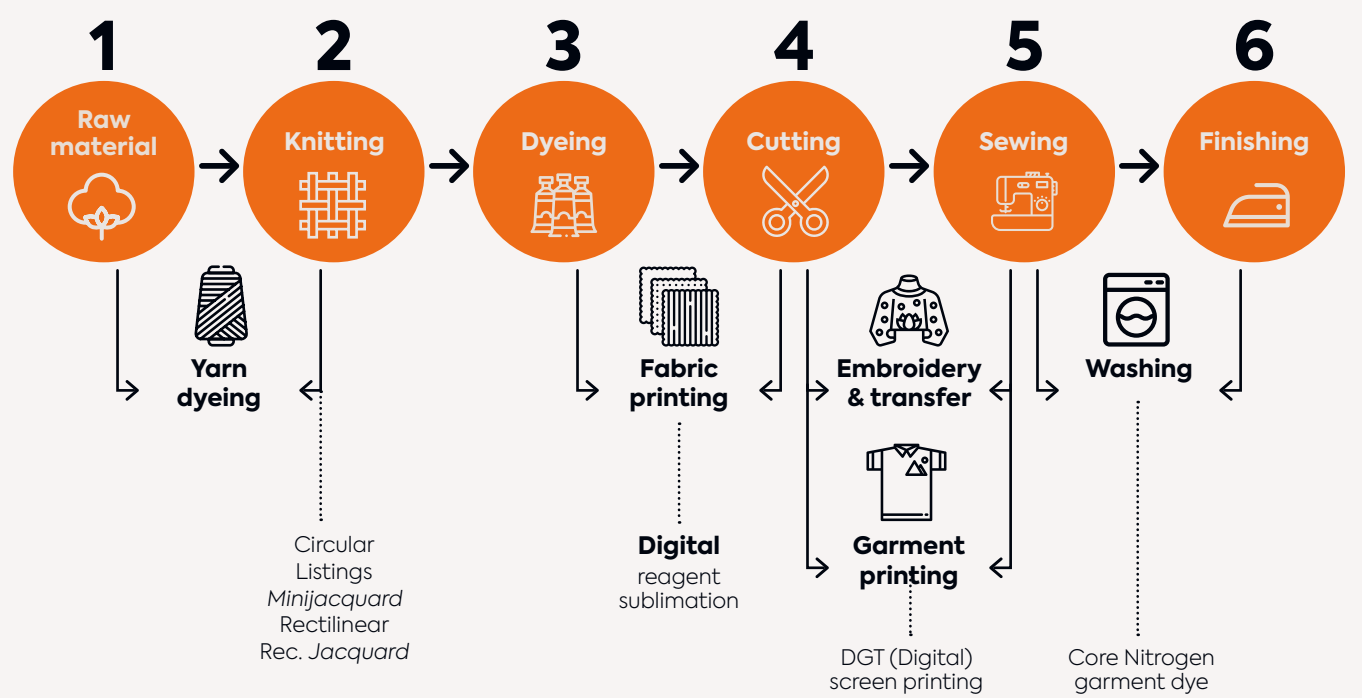 1
2
3
4
5
6
Raw
material
Knitting
Dyeing
Cutting
Sewing
Finishing
Yarn
dyeing
Fabric
printing
Embroidery
& transfer
Washing
Circular
Listings
Minijacquard
Rectilinear
Rec. Jacquard
Digital
reagent
sublimation
Garment
printing
DGT (Digital)
screen printing
Core Nitrogen
garment dye